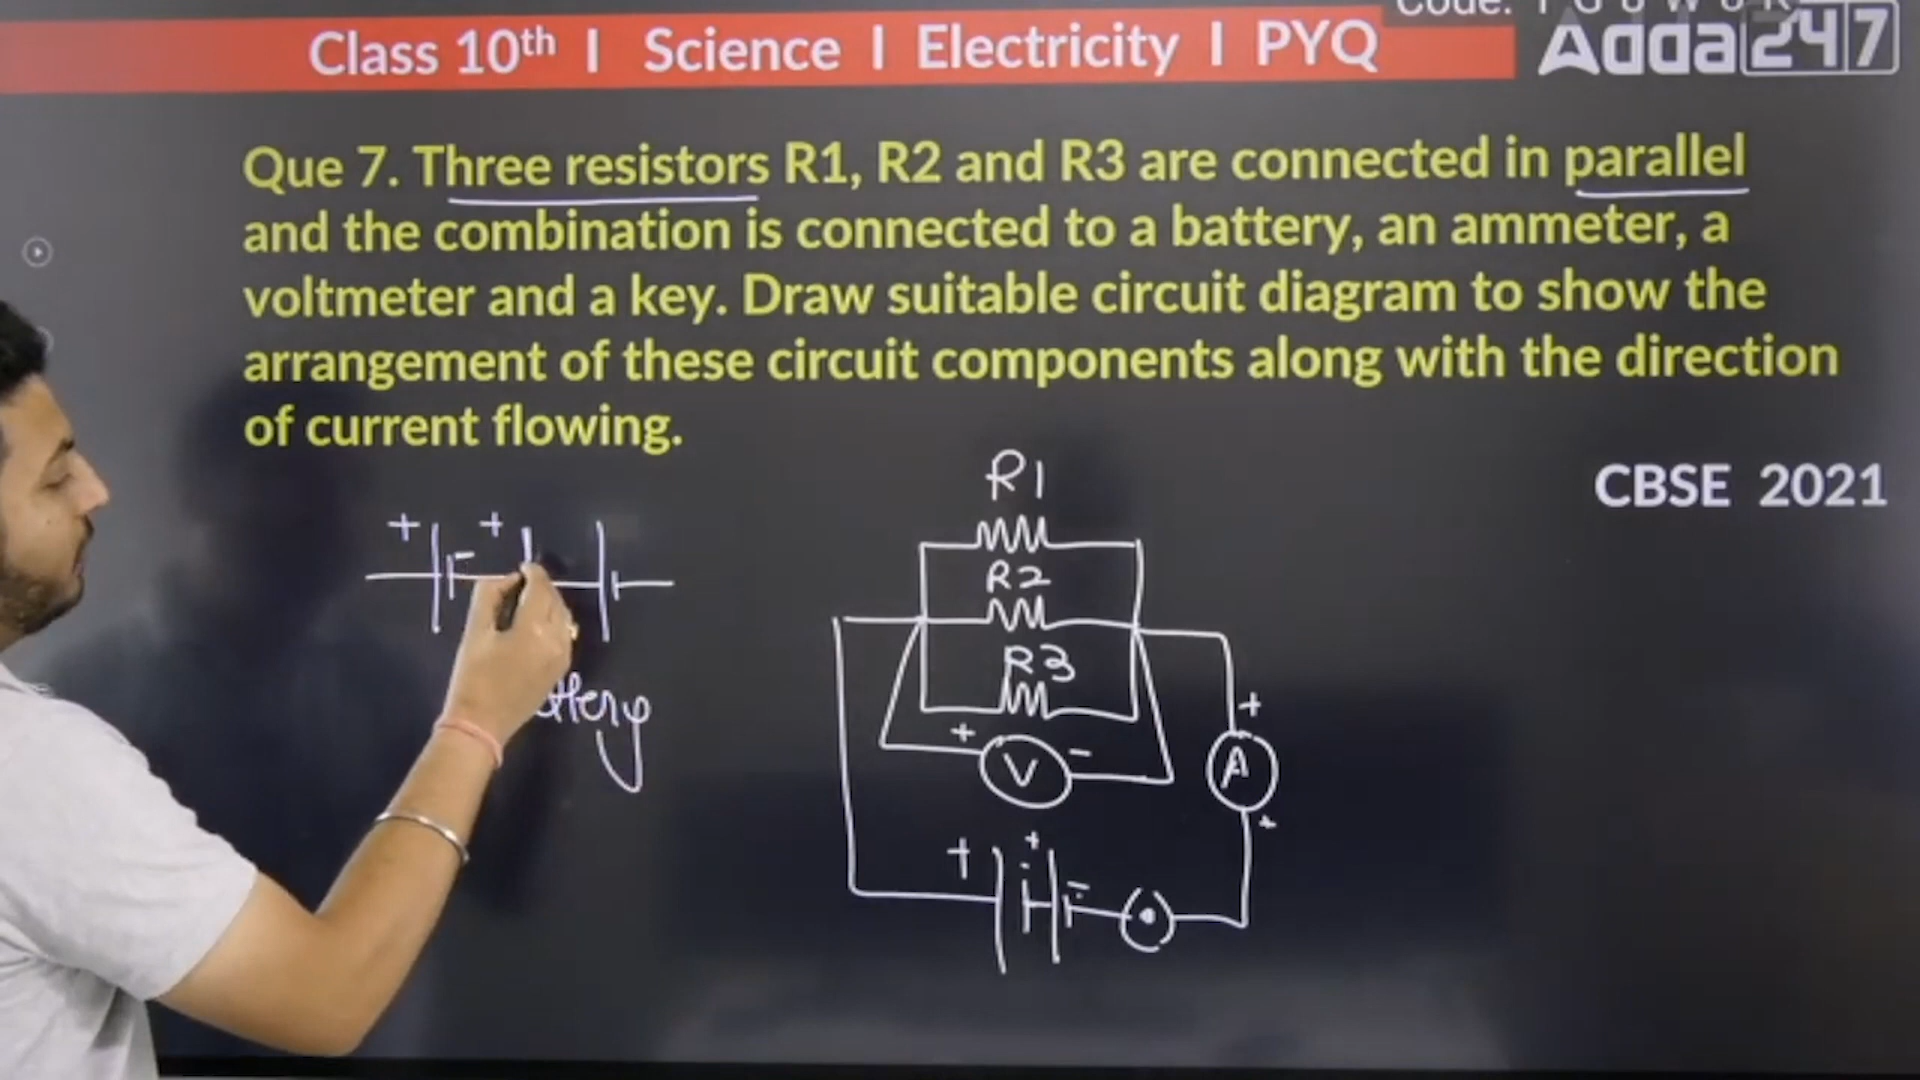 Class 10th | Science | Electricity | PYQ
Adda 247
Que 7. Three resistors R1, R2 and R3 are connected in parallel
and the combination is connected to a battery, an ammeter, a
voltmeter and a key. Draw suitable circuit diagram to show the
arrangement of these circuit components along with the direction
of current flowing.
CBSE 2021
+ - +
R1
R2
R3
+ V -
+
A
+
+ + -